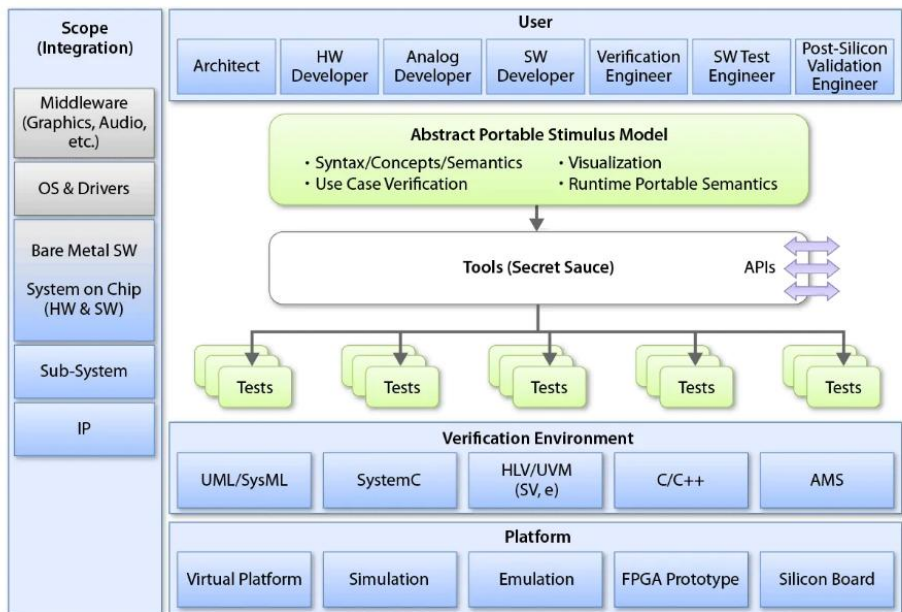 Scope
(Integration)
Middleware
(Graphics, Audio,
etc.)
OS & Drivers
Bare Metal SW
System on Chip
(HW & SW)
Sub-System
IP
User
Architect
HW
Developer
Analog
Developer
SW
Developer
Verification
Engineer
SW Test
Engineer
Post-Silicon
Validation
Engineer
Abstract Portable Stimulus Model
• Syntax/Concepts/Semantics
• Use Case Verification
• Visualization
• Runtime Portable Semantics
Tools (Secret Sauce)
APIs
Tests
Tests
Tests
Tests
Tests
Verification Environment
UML/SysML
SystemC
HLV/UVM
(SV, e)
C/C++
AMS
Platform
Virtual Platform
Simulation
Emulation
FPGA Prototype
Silicon Board